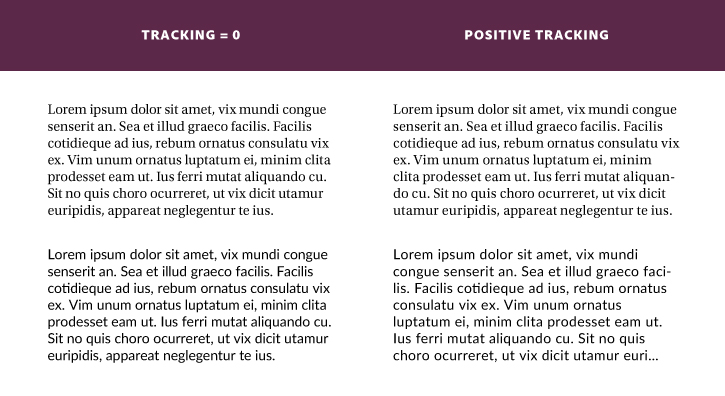 TRACKING = 0
POSITIVE TRACKING
Lorem ipsum dolor sit amet, vix mundi congue
senserit an. Sea et illud graeco facilis. Facilis
cotidieque ad ius, rebum ornatus consulatu vix
ex. Vim unum ornatus luptatum ei, minim clita
prodesset eam ut. Ius ferri mutat aliquando cu.
Sit no quis choro ocurreret, ut vix dicit utamur
euripidis, appareat neglegentur te ius.
Lorem ipsum dolor sit amet, vix mundi congue
senserit an. Sea et illud graeco facilis. Facilis
cotidieque ad ius, rebum ornatus consulatu vix
ex. Vim unum ornatus luptatum ei, minim
clita prodesset eam ut. Ius ferri mutat aliquan-
do cu. Sit no quis choro ocurreret, ut vix dicit utamur
euripidis, appareat neglegentur te ius.
Lorem ipsum dolor sit amet, vix mundi congue
senserit an. Sea et illud graeco facilis. Facilis
cotidieque ad ius, rebum ornatus consulatu vix
ex. Vim unum ornatus luptatum ei, minim clita
prodesset eam ut. Ius ferri mutat aliquando cu.
Sit no quis choro ocurreret, ut vix dicit utamur
euripidis, appareat neglegentur te ius.
Lorem ipsum dolor sit amet, vix mundi
congue senserit an. Sea et illud graeco faci-
lis. Facilis cotidieque ad ius, rebum ornatus
consulatu vix ex. Vim unum ornatus
luptatum ei, minim clita prodesset eam ut.
Ius ferri mutat aliquando cu. Sit no quis
choro ocurreret, ut vix dicit utamur euri...